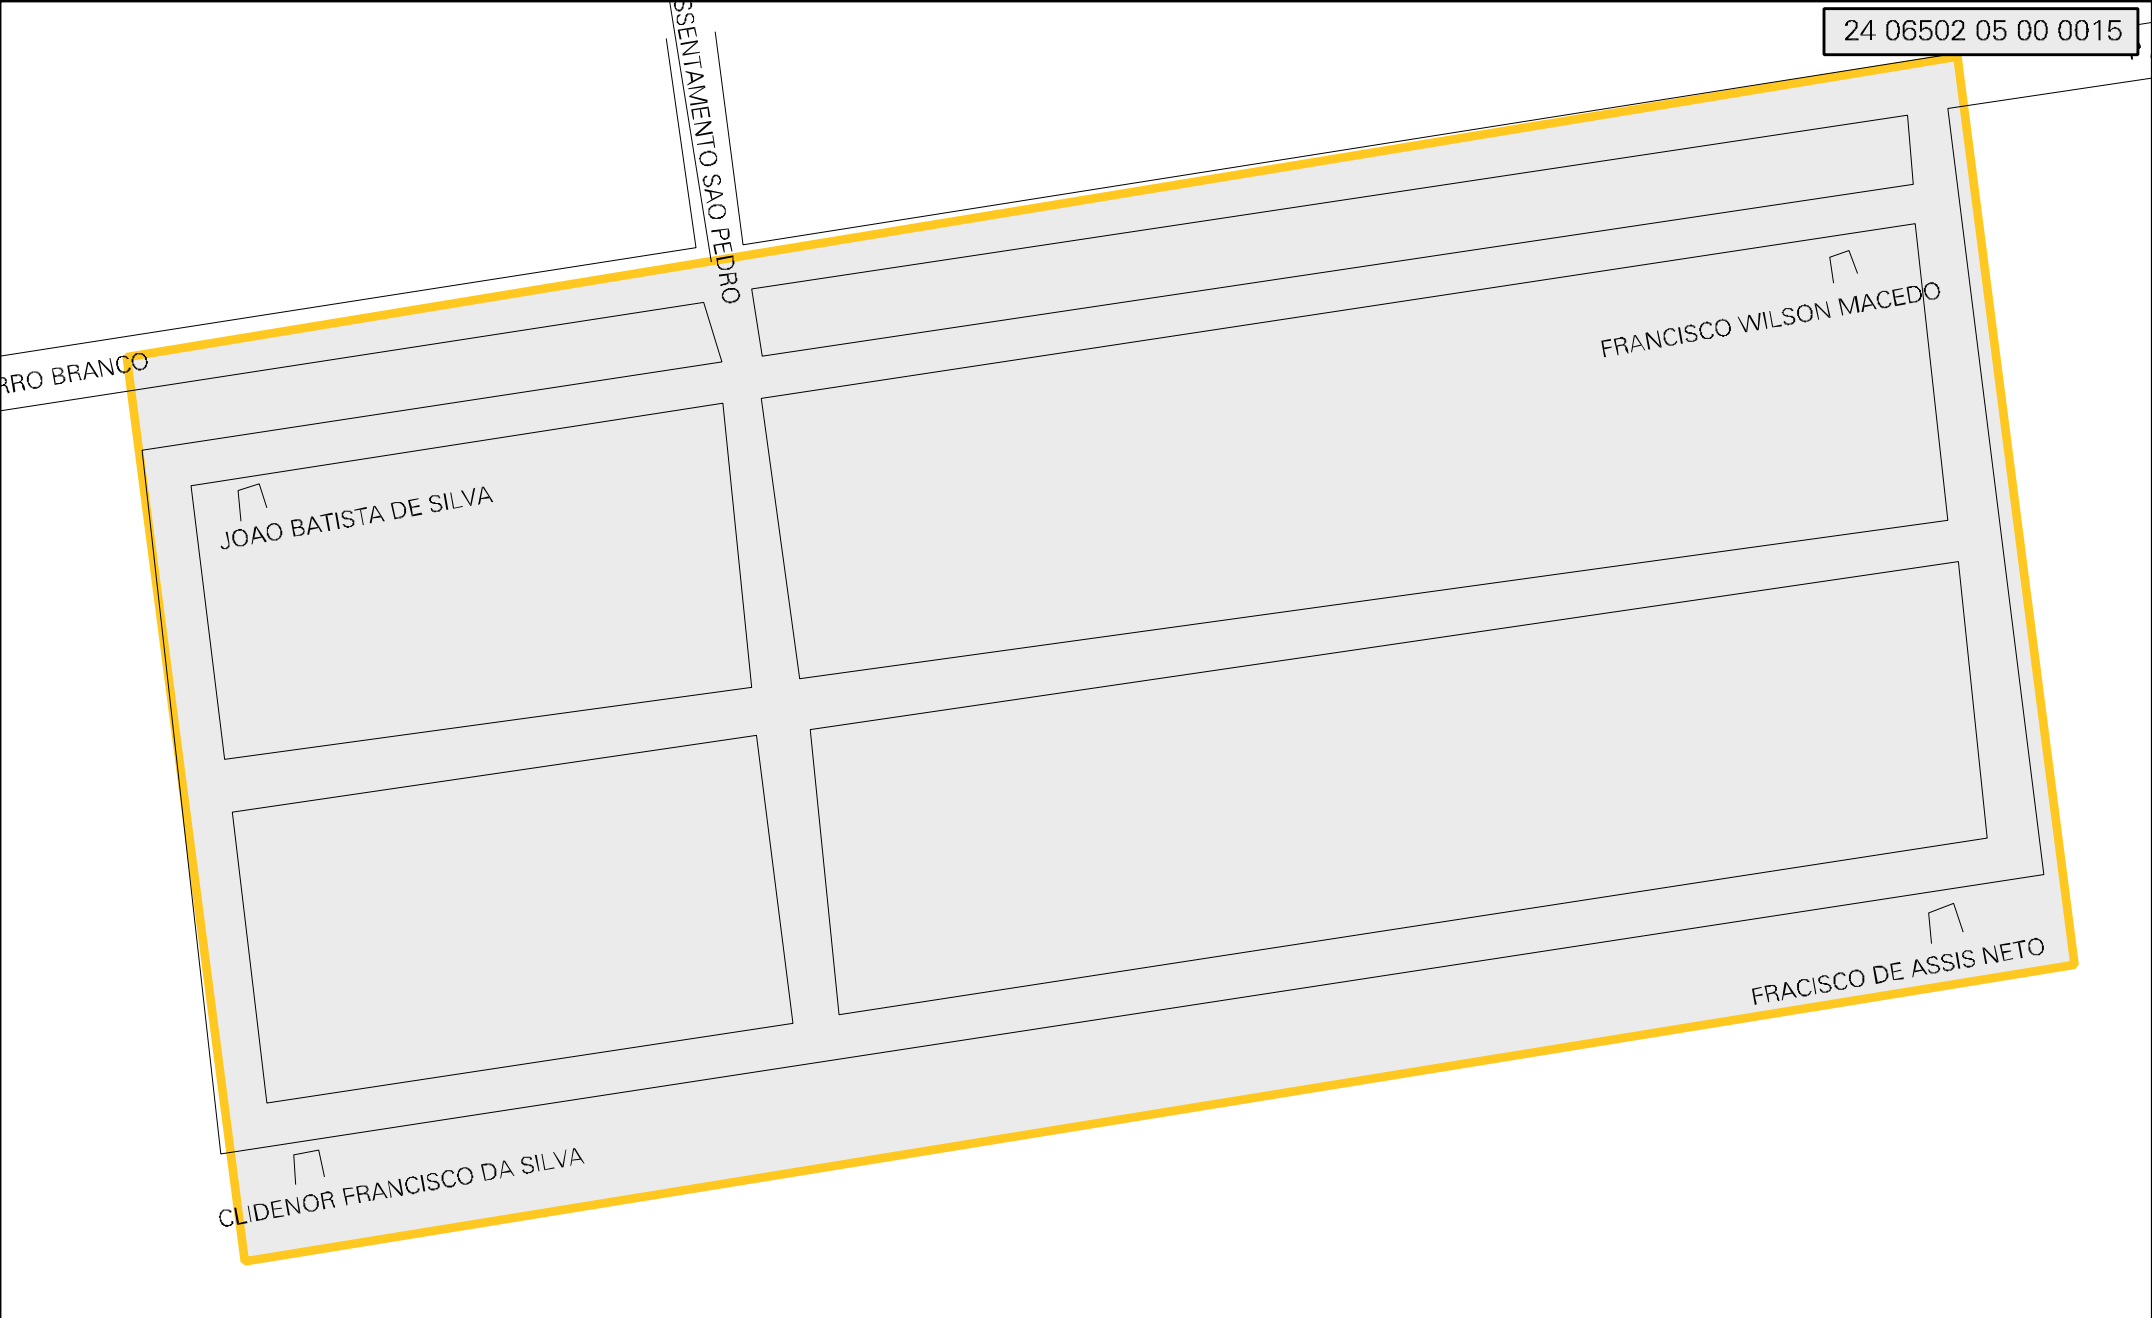 24 06502 05 00 0015
SSENTAMENTO SAO PEDRO
FRANCISCO WILSON MACEDO
RRO BRANCO
JOAO BATISTA DE SILVA
FRACISCO DE ASSIS NETO
CLIDENOR FRANCISCO DA SILVA